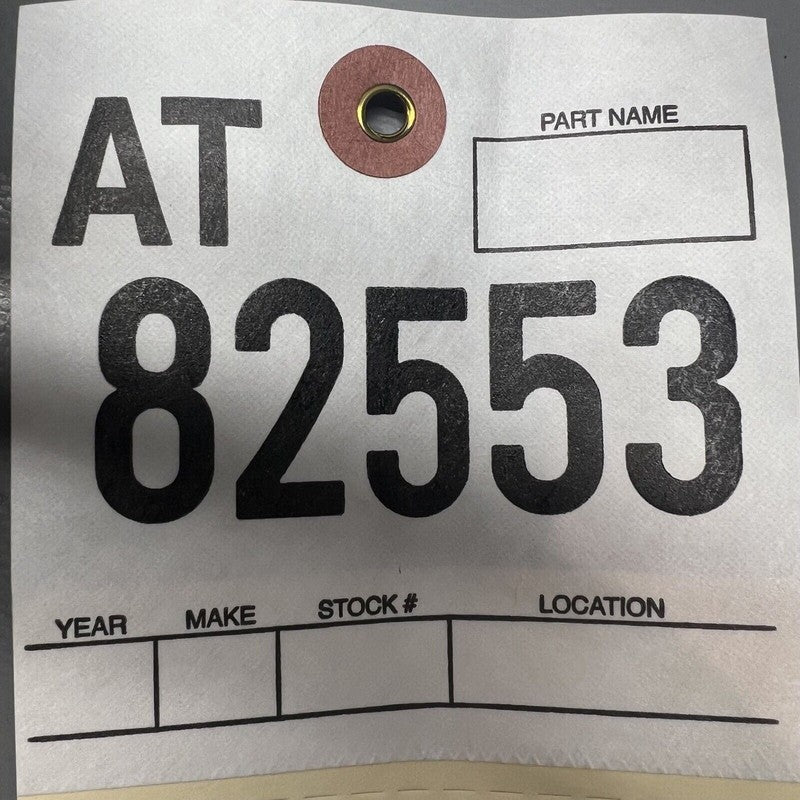 AT
PART NAME
82553
YEAR MAKE STOCK # LOCATION